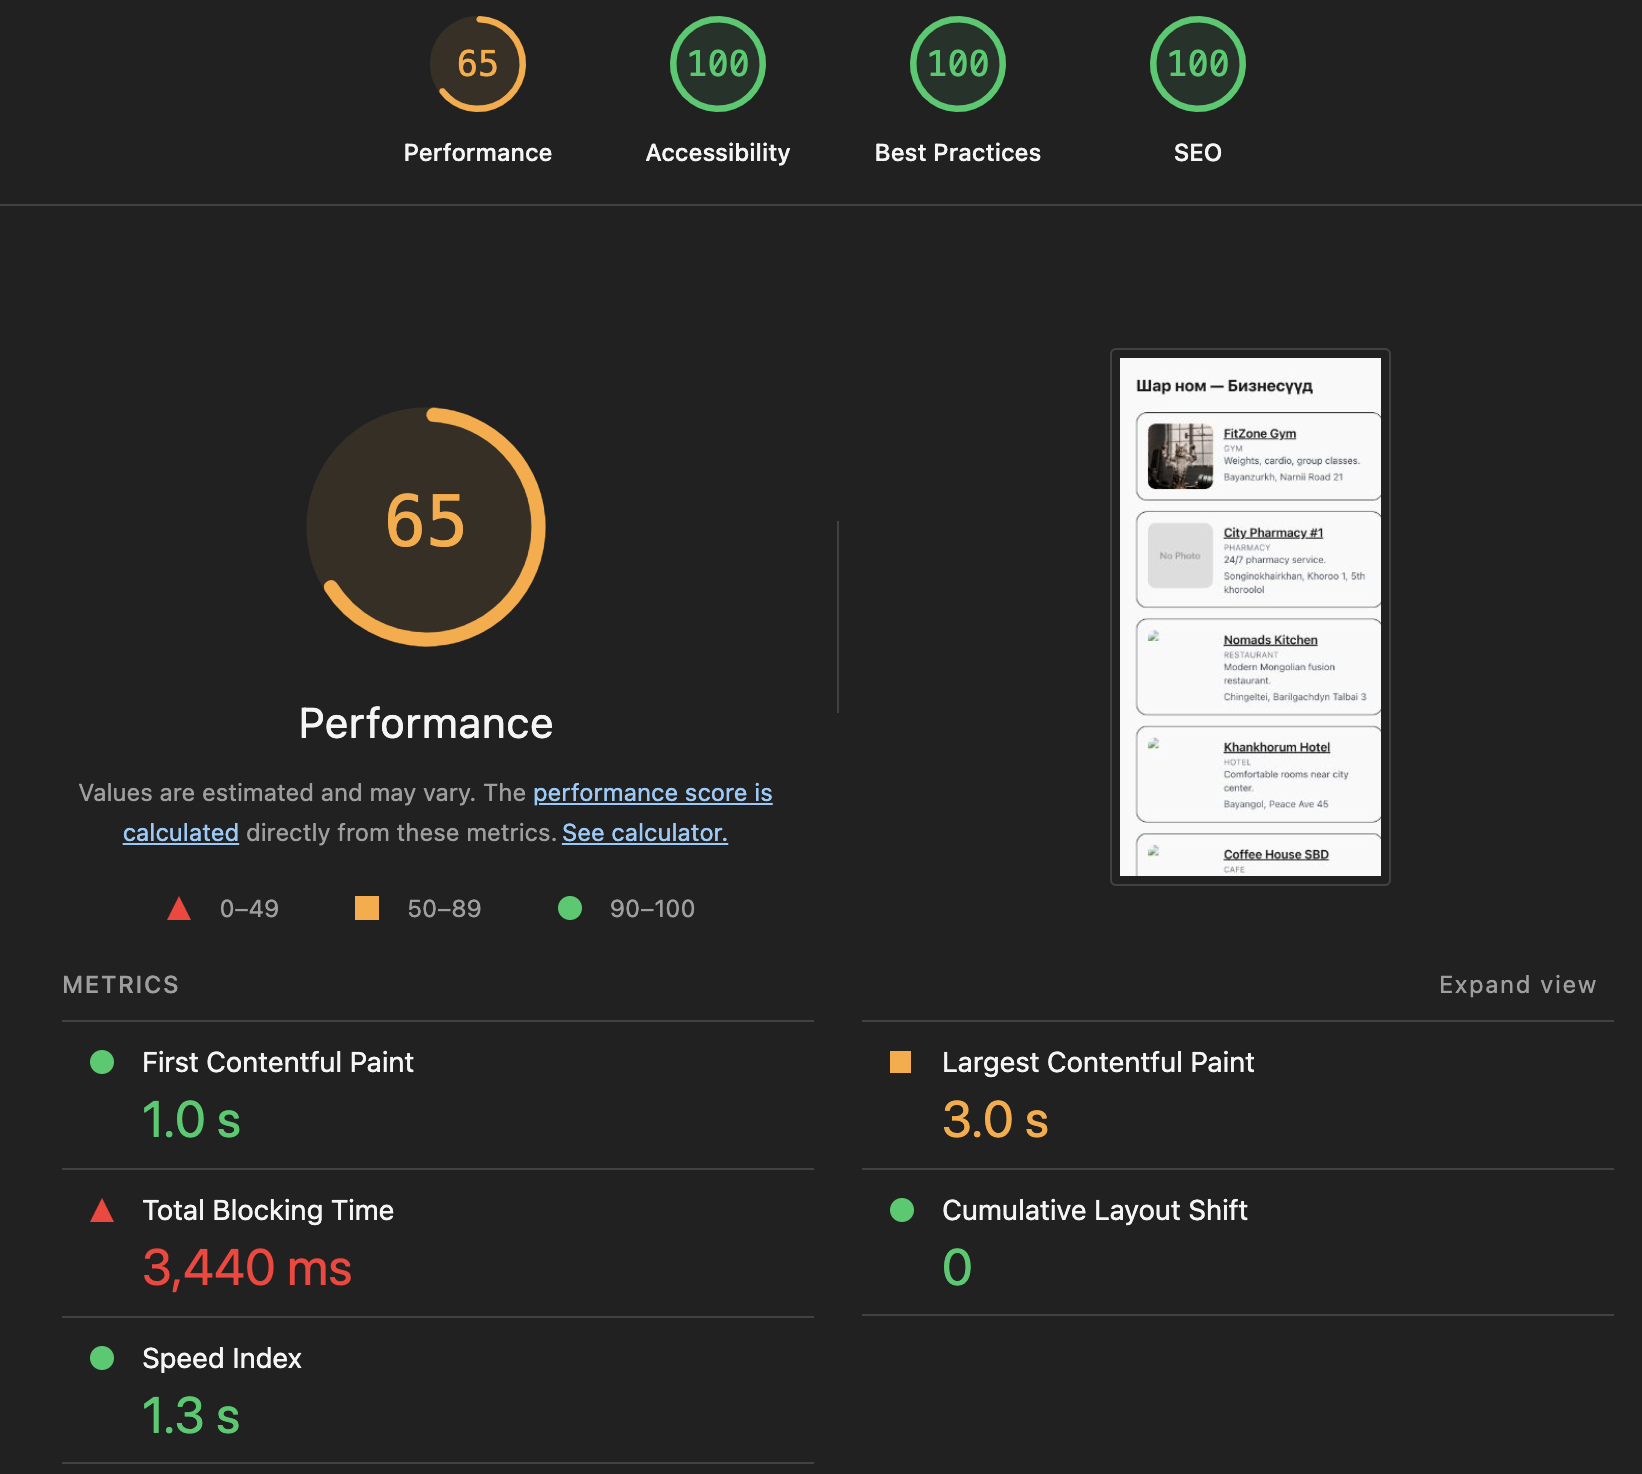 65
100
100
100
Performance
Accessibility
Best Practices
SEO
65
Performance
Values are estimated and may vary. The performance score is
calculated directly from these metrics. See calculator.
0–49
50–89
90–100
Шар ном — Бизнесүүд
FitZone Gym
GYM
Weights, cardio, group classes.
Bayanzurkh, Narnii Road 21
No Photo
City Pharmacy #1
PHARMACY
24/7 pharmacy service.
Songinokhairkhan, Khoroo 1, 5th
khoroolol
Nomads Kitchen
RESTAURANT
Modern Mongolian fusion
restaurant.
Chingeltei, Barilgachdyn Talbai 3
Khankhorum Hotel
HOTEL
Comfortable rooms near city
center.
Bayangol, Peace Ave 45
Coffee House SBD
CAFE
METRICS
Expand view
First Contentful Paint
1.0 s
Largest Contentful Paint
3.0 s
Total Blocking Time
3,440 ms
Cumulative Layout Shift
0
Speed Index
1.3 s